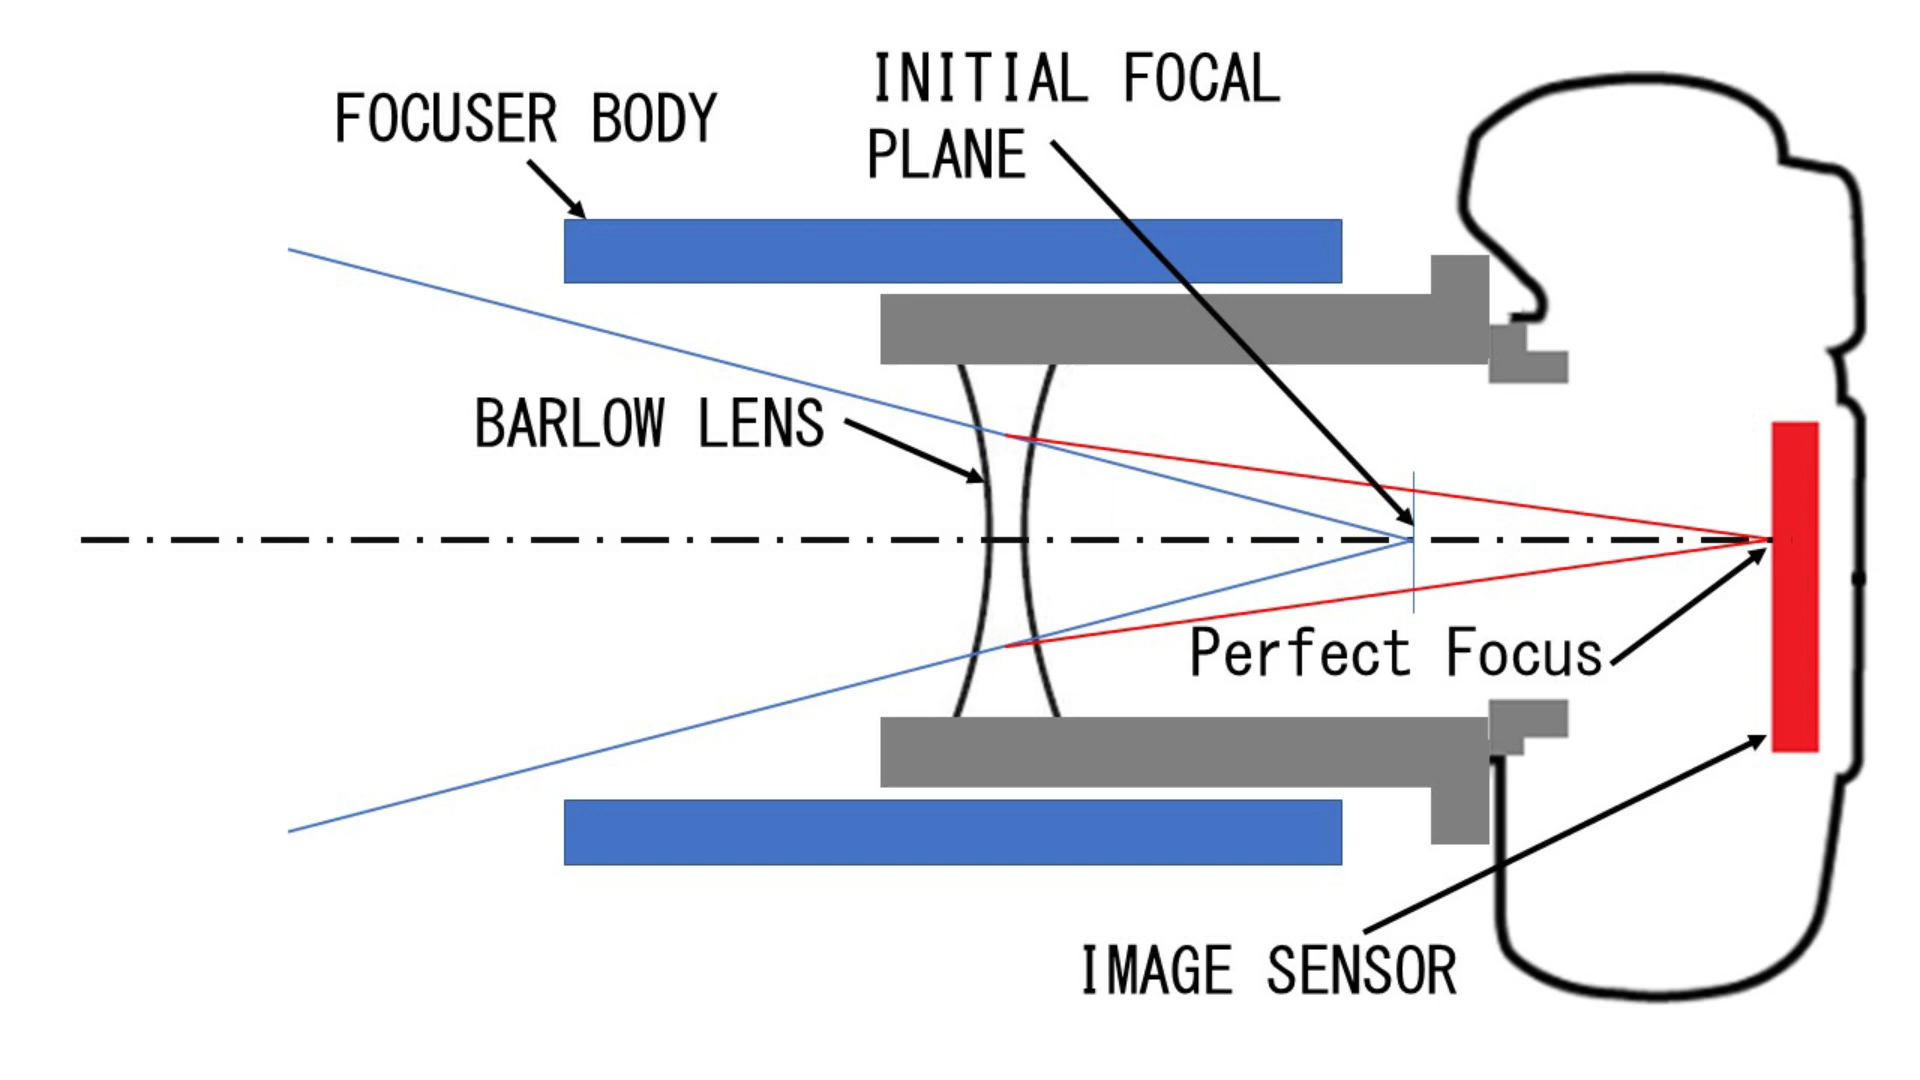 INITIAL FOCAL
PLANE
FOCUSER BODY
BARLOW LENS
Perfect Focus
IMAGE SENSOR